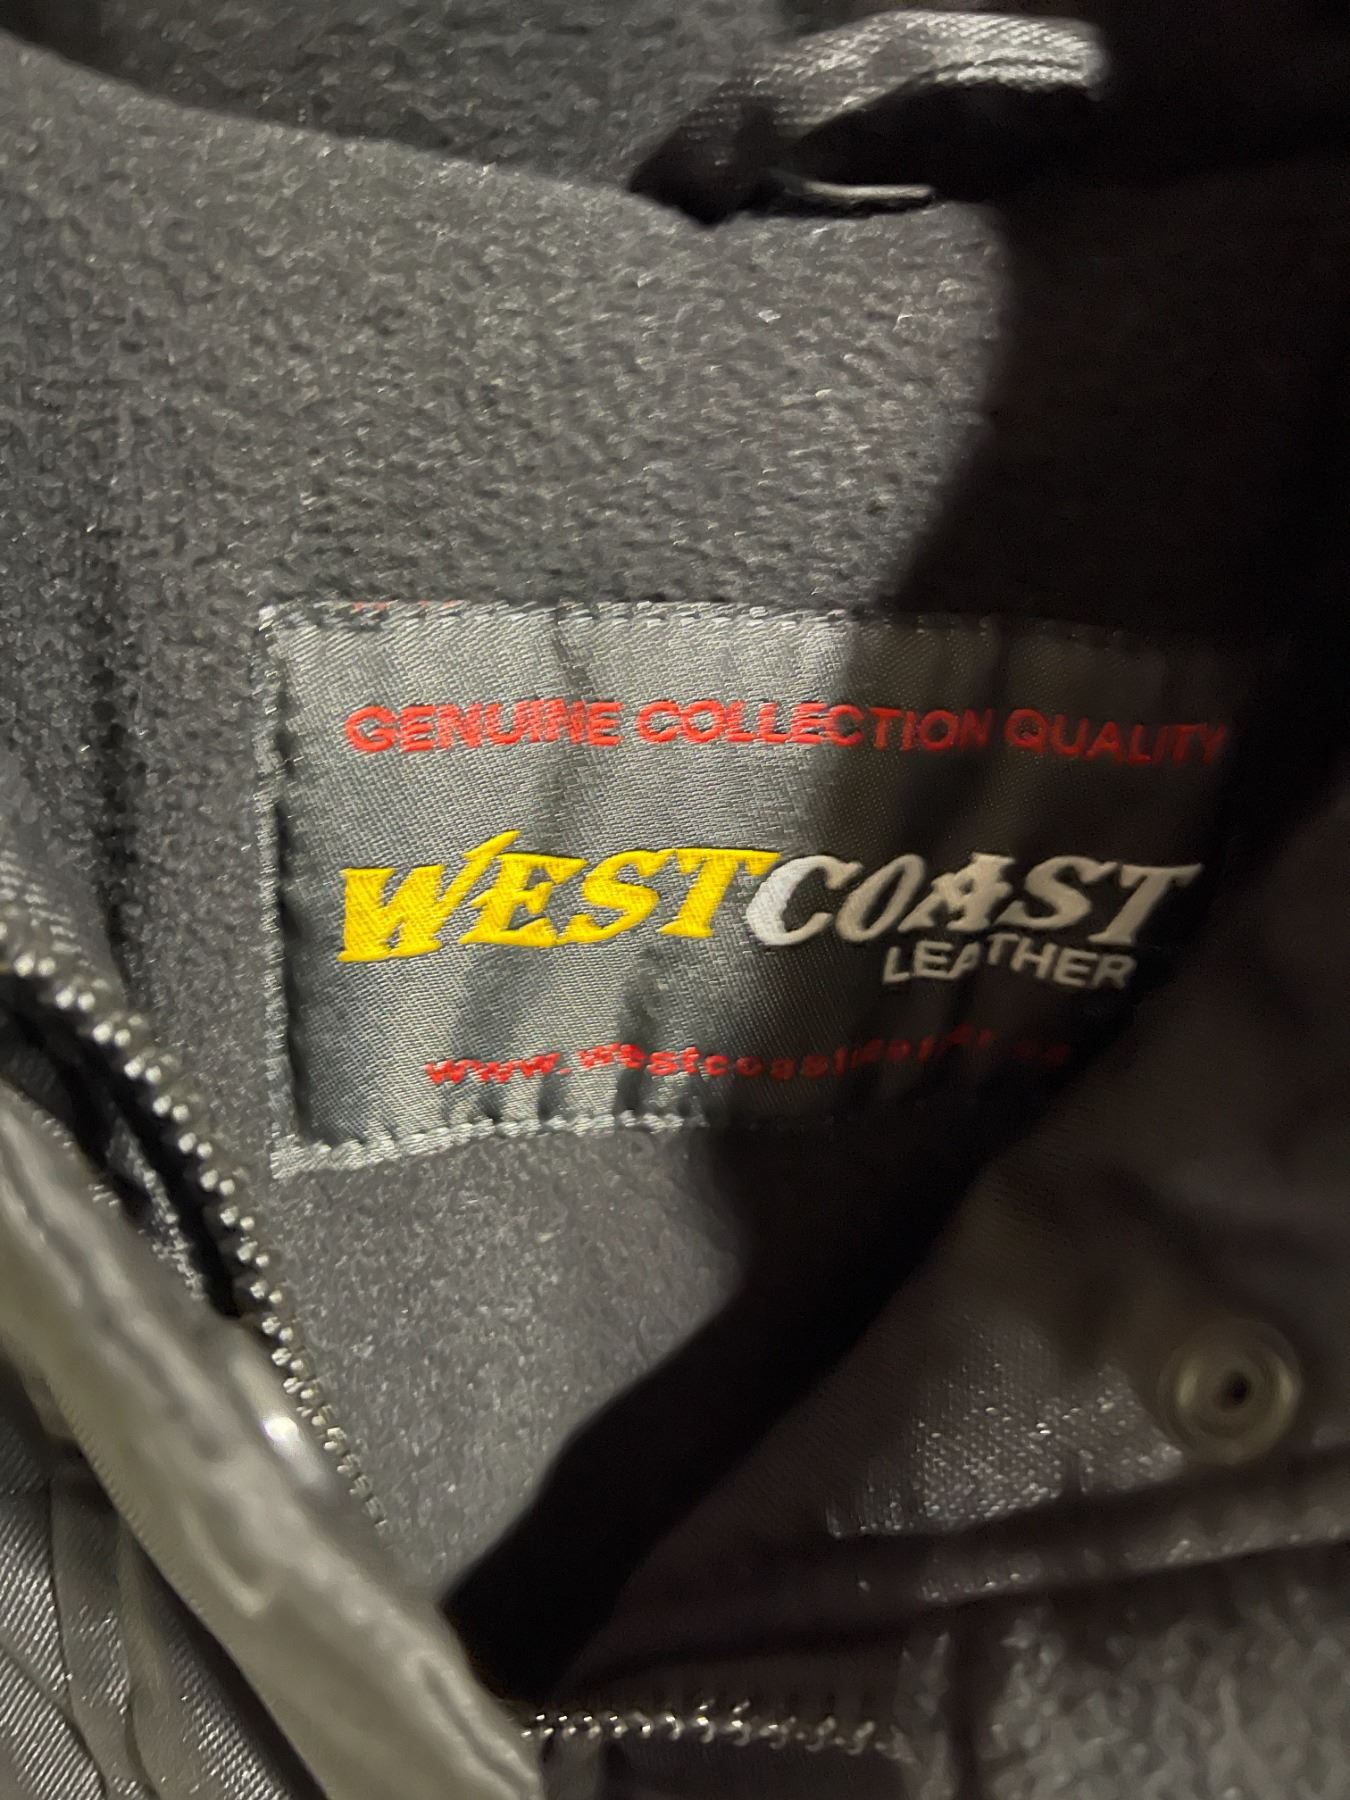 GENUINE COLLECTION QUALITY
WESTCOAST
LEATHER